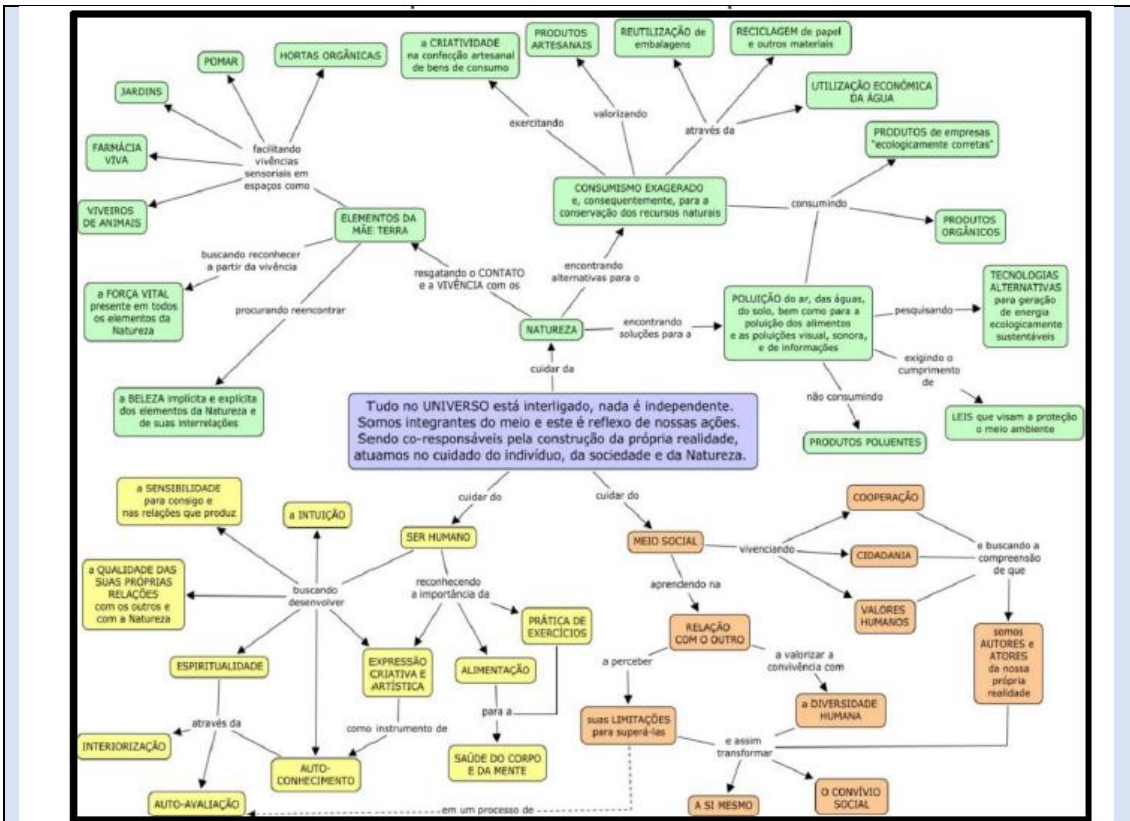 a CRIATIVIDADE
na confecção artesanal
de bens de consumo
PRODUTOS
ARTESANAIS
REUTILIZAÇÃO de
embalagens
RECICLAGEM de papel
e outros materiais
POMAR
HORTAS ORGÂNICAS
JARDINS
UTILIZAÇÃO ECONÔMICA
DA ÁGUA
exercitando
valorizando
através da
FARMÁCIA
VIVA
facilitando
vivências
sensoriais em
espaços como
PRODUTOS de empresas
"ecologicamente corretas"
CONSUMISMO EXAGERADO
e, consequentemente, para a
conservação dos recursos naturais
consumindo
VIVEIROS
DE ANIMAIS
ELEMENTOS DA
MÃE TERRA
PRODUTOS
ORGÂNICOS
buscando reconhecer
a partir da vivência
resgatando o CONTATO
e a VIVÊNCIA com os
encontrando
alternativas para o
a FORÇA VITAL
presente em todos
os elementos da
Natureza
procurando reencontrar
NATUREZA
encontrando
soluções para a
POLUIÇÃO do ar, das águas,
do solo, bem como para a
poluição dos alimentos
e as poluições visual, sonora,
e de informações
pesquisando
TECNOLOGIAS
ALTERNATIVAS
para geração
de energia
ecologicamente
sustentáveis
exigindo o
cumprimento
de
cuidar da
não consumindo
a BELEZA implícita e explícita
dos elementos da Natureza e
de suas interrelações
LEIS que visam a proteção
o meio ambiente
PRODUTOS POLUENTES
Tudo no UNIVERSO está interligado, nada é independente.
Somos integrantes do meio e este é reflexo de nossas ações.
Sendo co-responsáveis pela construção da própria realidade,
atuamos no cuidado do indivíduo, da sociedade e da Natureza.
cuidar do
cuidar do
a SENSIBILIDADE
para consigo e
nas relações que produz
a INTUIÇÃO
SER HUMANO
MEIO SOCIAL
vivenciando
COOPERAÇÃO
CIDADANIA
VALORES
HUMANOS
e buscando a
compreensão
de que
a QUALIDADE DAS
SUAS PRÓPRIAS
RELAÇÕES
com os outros e
com a Natureza
buscando
desenvolver
reconhecendo
a importância da
aprendendo na
PRÁTICA DE
EXERCÍCIOS
RELAÇÃO
COM O OUTRO
somos
AUTORES e
ATORES
da nossa
própria
realidade
ESPIRITUALIDADE
EXPRESSÃO
CRIATIVA E
ARTÍSTICA
ALIMENTAÇÃO
a perceber
a valorizar a
convivência com
através da
como instrumento de
para a
suas LIMITAÇÕES
para superá-las
a DIVERSIDADE
HUMANA
INTERIORIZAÇÃO
AUTO-
CONHECIMENTO
SAÚDE DO CORPO
E DA MENTE
e assim
transformar
AUTO-AVALIAÇÃO
em um processo de
A SI MESMO
O CONVÍVIO
SOCIAL